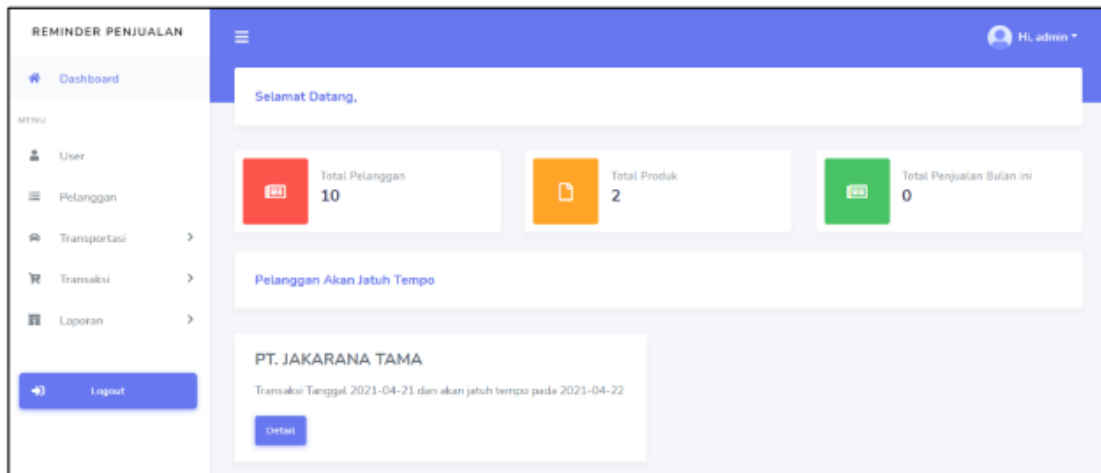 REMINDER PENJUALAN
Hi, admin
Dashboard
Selamat Datang,
MENU
User
Pelanggan
Transportasi
Transaksi
Laporan
Logout
Total Pelanggan
10
Total Produk
2
Total Penjualan Bulan ini
0
Pelanggan Akan Jatuh Tempo
PT. JAKARANA TAMA
Transaksi Tanggal 2021-04-21 dan akan jatuh tempo pada 2021-04-22
Detail